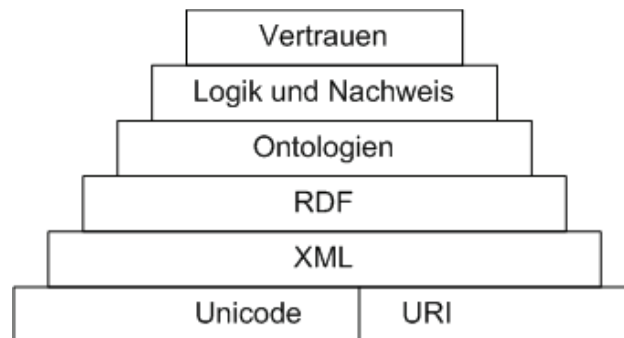 Vertrauen
Logik und Nachweis
Ontologien
RDF
XML
Unicode URI